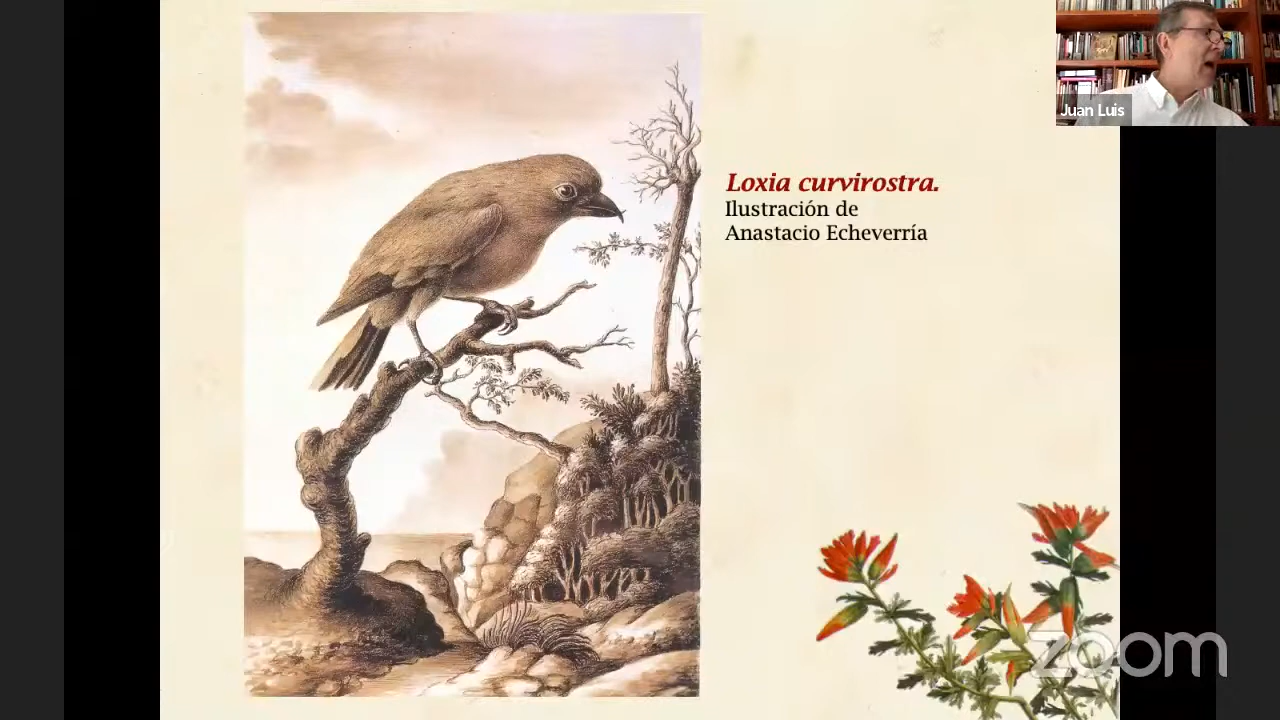 Juan Luis
Loxia curvirostra.
Ilustración de
Anastacio Echeverría
zoom